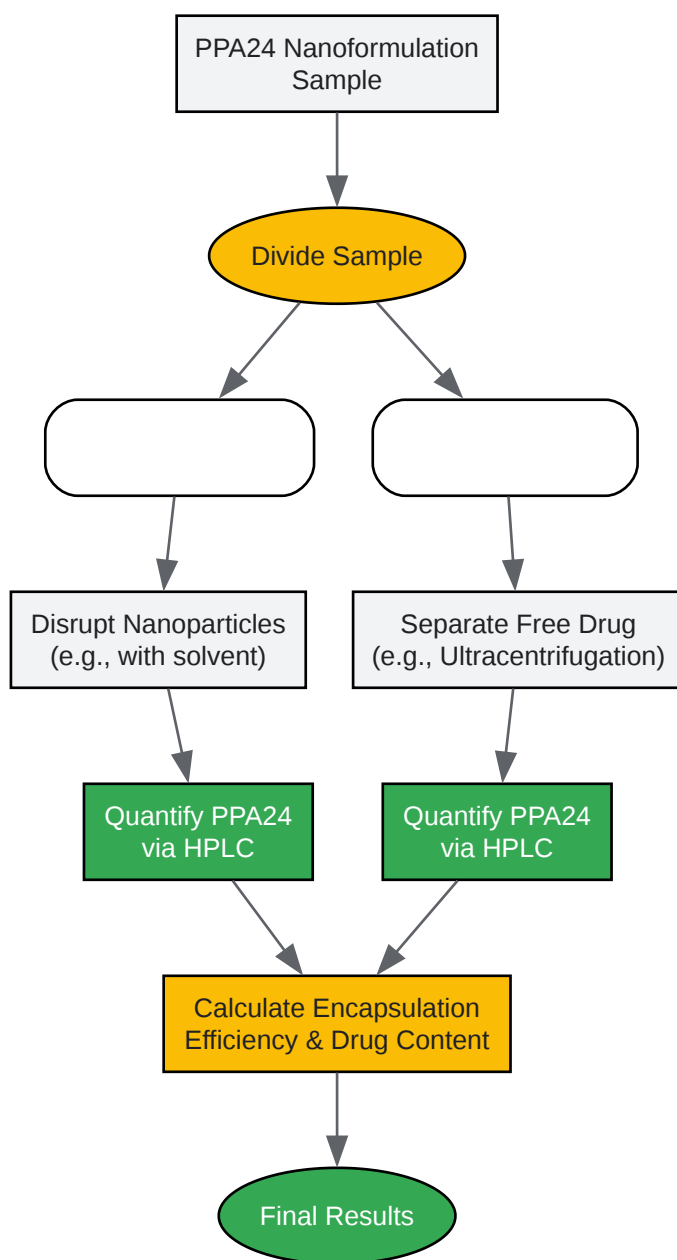 PPA24 Nanoformulation
Sample
Divide Sample
Disrupt Nanoparticles
(e.g., with solvent)
Separate Free Drug
(e.g., Ultracentrifugation)
Quantify PPA24
via HPLC
Quantify PPA24
via HPLC
Calculate Encapsulation
Efficiency & Drug Content
Final Results